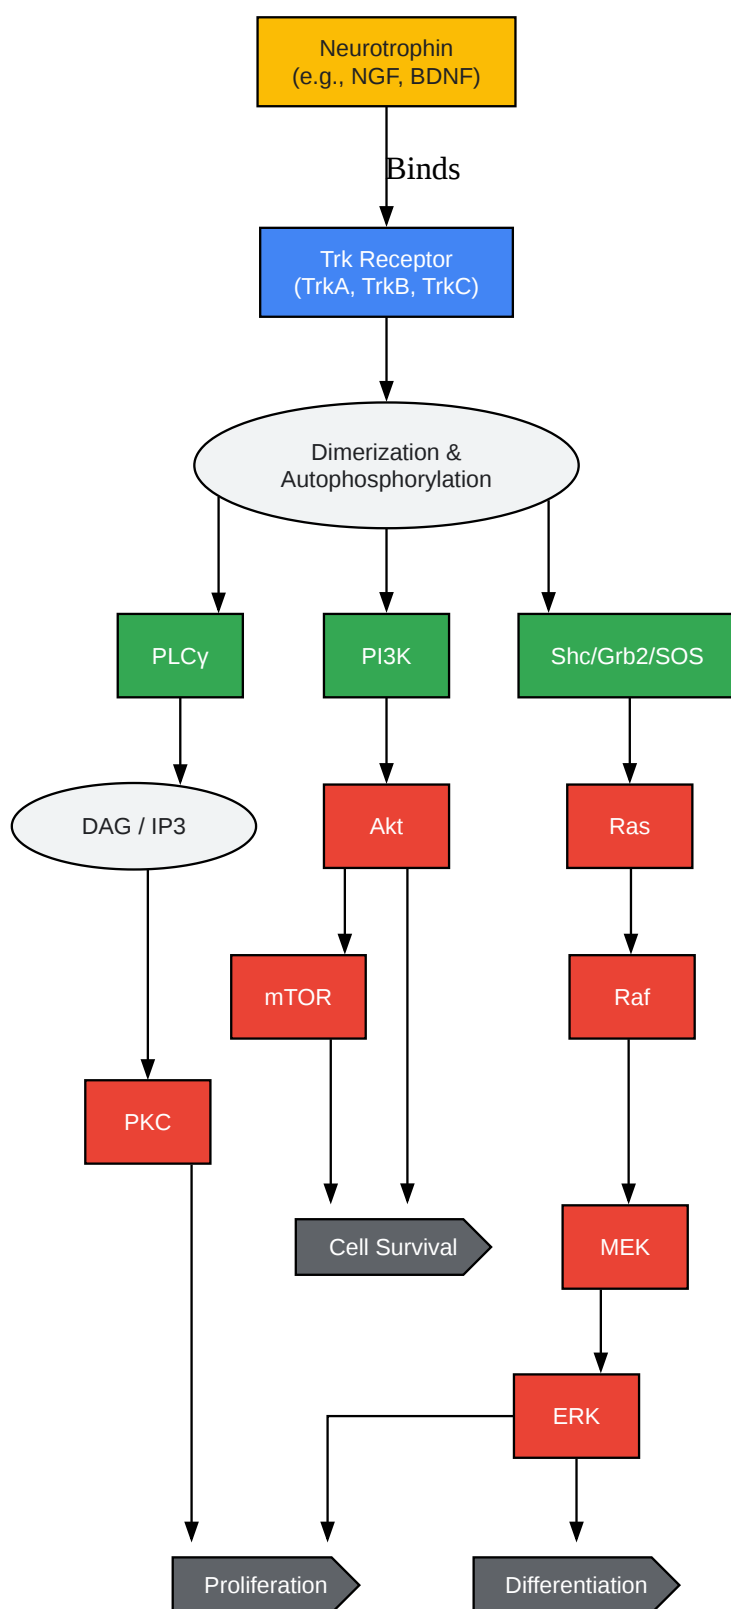 Neurotrophin
(e.g., NGF, BDNF)
Binds
Trk Receptor
(TrkA, TrkB, TrkC)
Dimerization &
Autophosphorylation
PLCγ
PI3K
Shc/Grb2/SOS
DAG / IP3
Akt
Ras
mTOR
Raf
PKC
Cell Survival
MEK
ERK
Proliferation
Differentiation